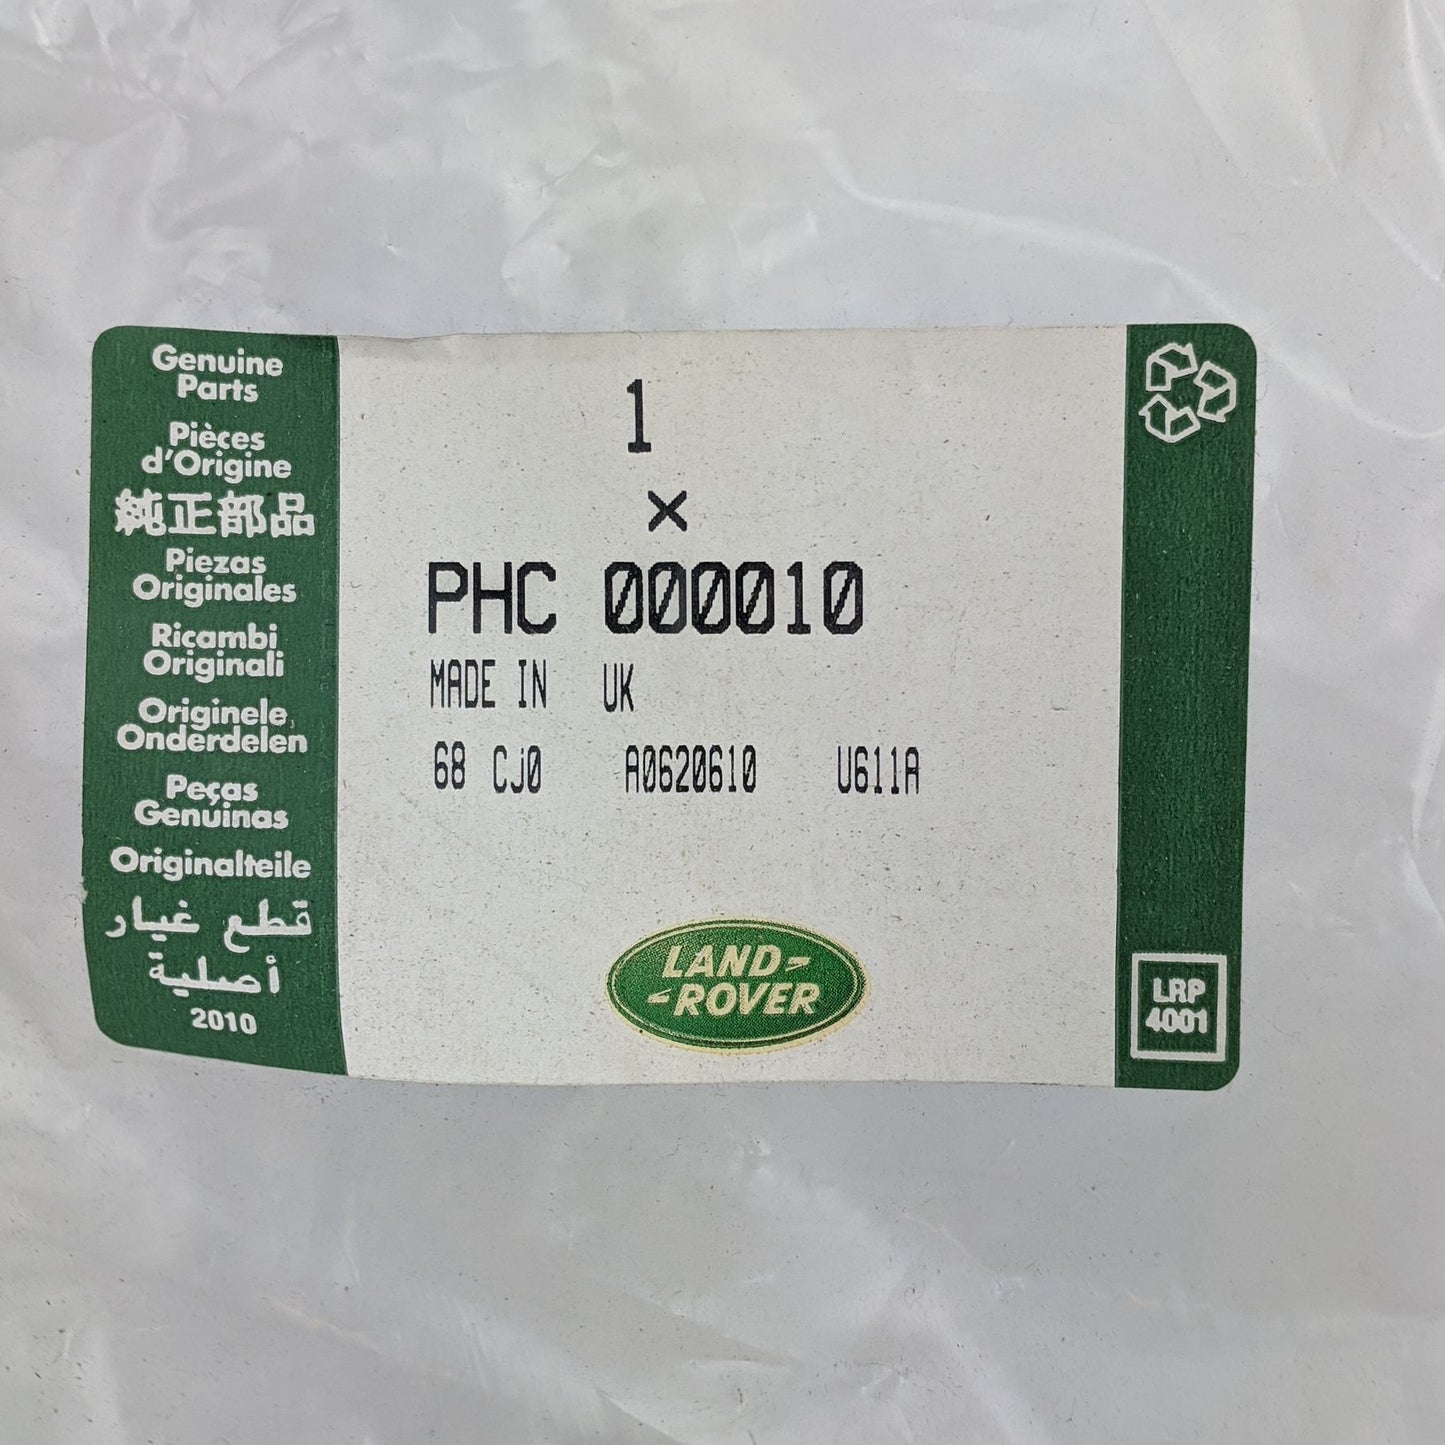 Genuine
Parts
Pièces
d'Origine
純正部品
Piezas
Originales
Ricambi
Originali
Originele
Onderdelen
Peças
Genuinas
Originalteile
قطع غيار
أصلية
2010
1
×
PHC 000010
MADE IN UK
68 Cj0 A0620610 U611A
LAND-
-ROVER
LRP
4001